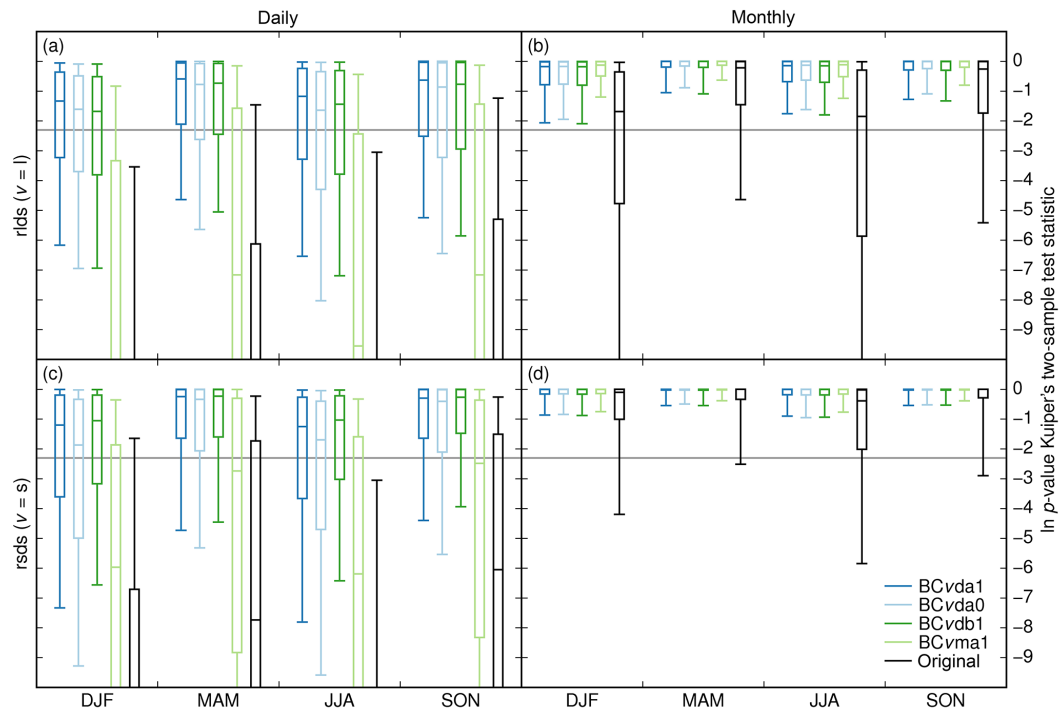 Daily
Monthly
(a)
(b)
rlds (v = l)
0
−1
−2
−3
−4
−5
−6
−7
−8
−9
(c)
(d)
rsds (v = s)
0
−1
−2
−3
−4
−5
−6
−7
−8
−9
ln p-value Kuiper's two-sample test statistic
BCvda1
BCvda0
BCvdb1
BCvma1
Original
DJF
MAM
JJA
SON
DJF
MAM
JJA
SON